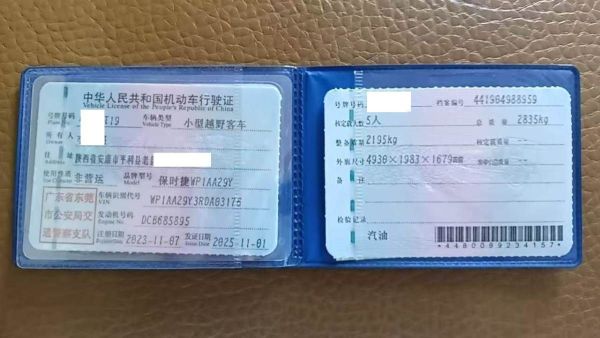 中华人民共和国机动车行驶证
Vehicle License of the People's Republic of China
号牌号码 T19 车辆类型 小型越野客车
Plate No. Vehicle Type
所有人
Owner
住址 陕西省安康市平利县老县
Address
使用性质 非营运 品牌型号 保时捷WP1AA29Y
Use Character Model
广东省东莞
市公安局交
通警察支队
车辆识别代号 WP1AA29Y3RDA03175
VIN
发动机号码 DCB685895
Engine No.
注册日期 2023-11-07 发证日期 2025-11-01
Register Date Issue Date
号牌号码 档案编号 441904988959
核定载人数 5人 总质量 2835kg
整备质量 2195kg 核定载质量 --
外廓尺寸 4930×1983×1679mm 准牵引总质量 --
备注
检验记录
汽油
*4480089234157*